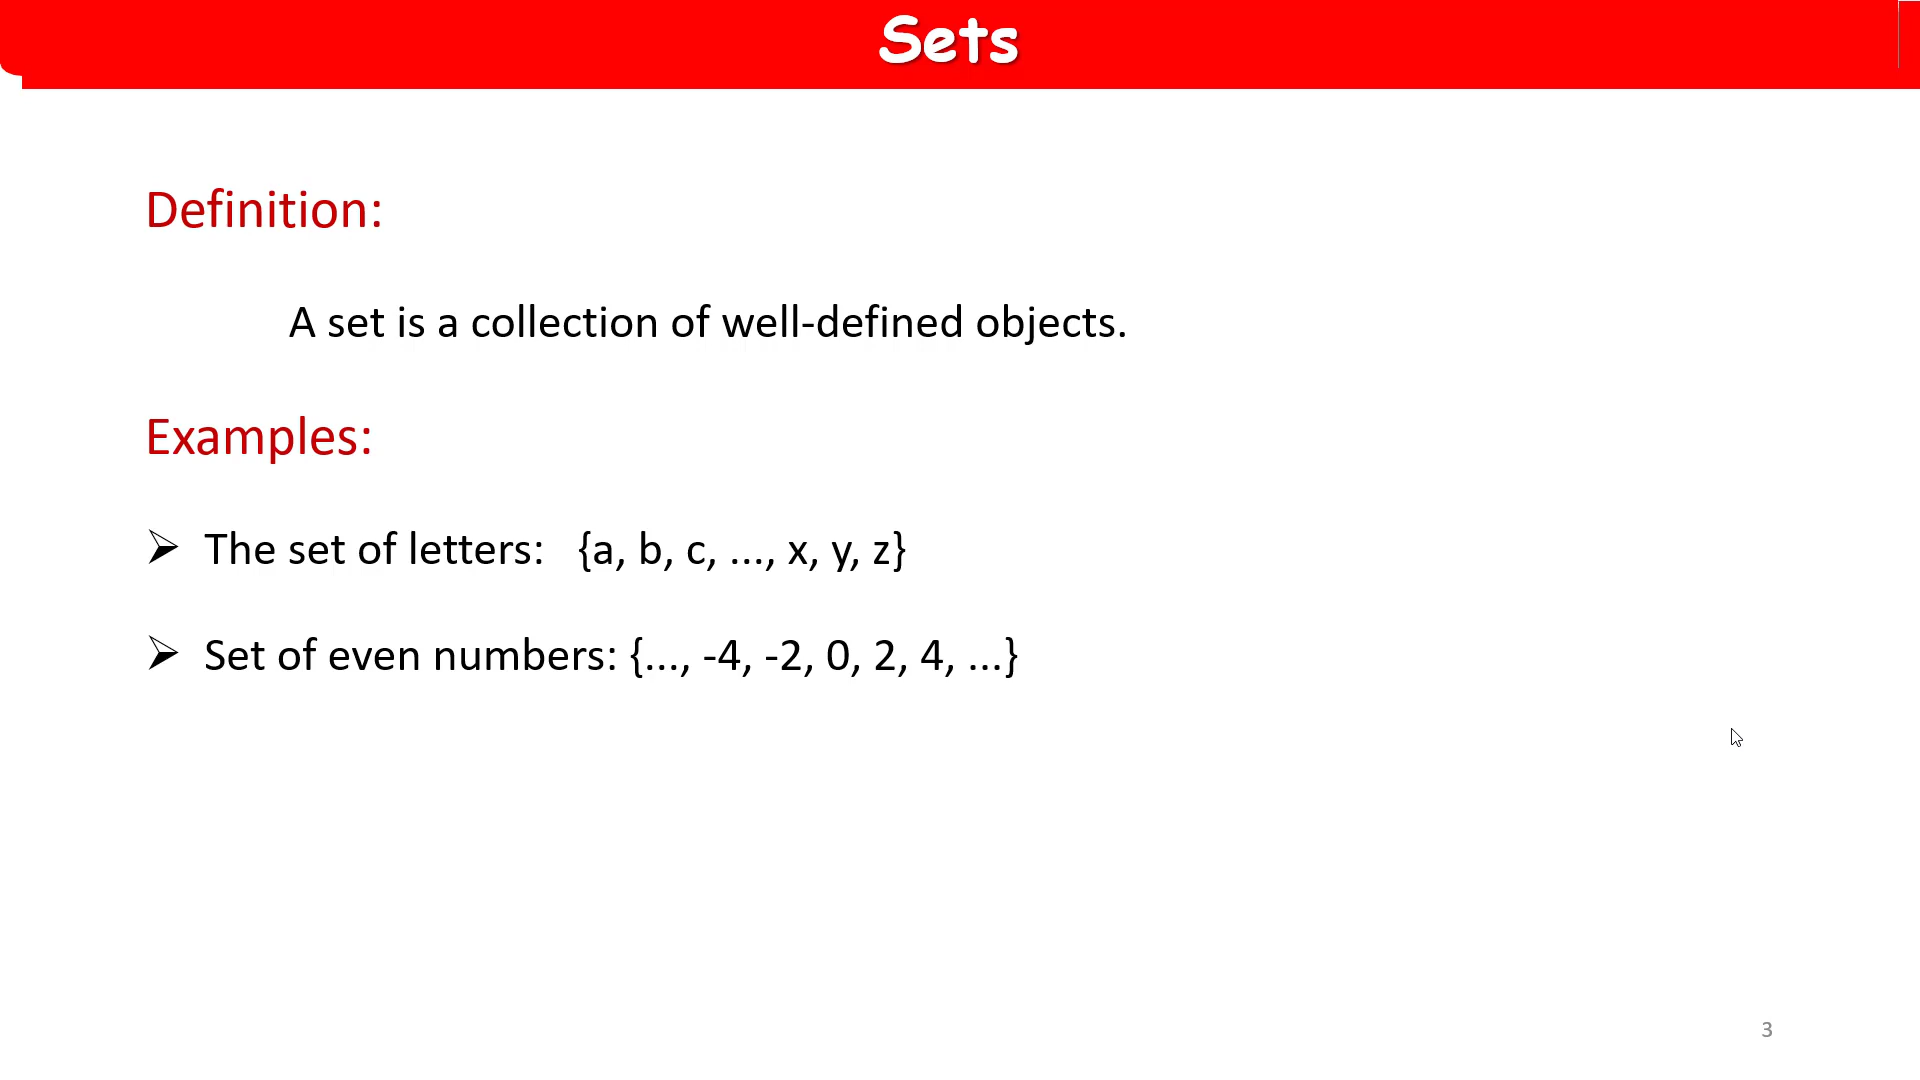 Sets
Definition:
A set is a collection of well-defined objects.
Examples:
➢ The set of letters: {a, b, c, ..., x, y, z}
➢ Set of even numbers: {..., -4, -2, 0, 2, 4, ...}
3